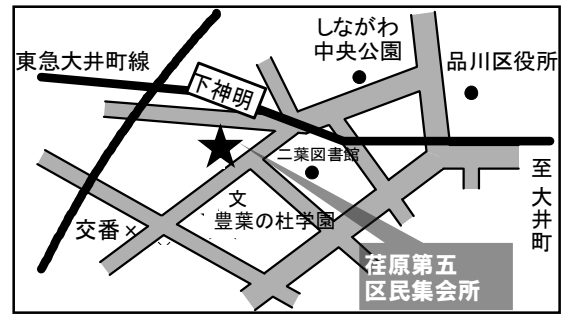 しながわ
中央公園
東急大井町線
品川区役所
下神明
二葉図書館
至大井町
文
豊葉の杜学園
交番×
荏原第五
区民集会所